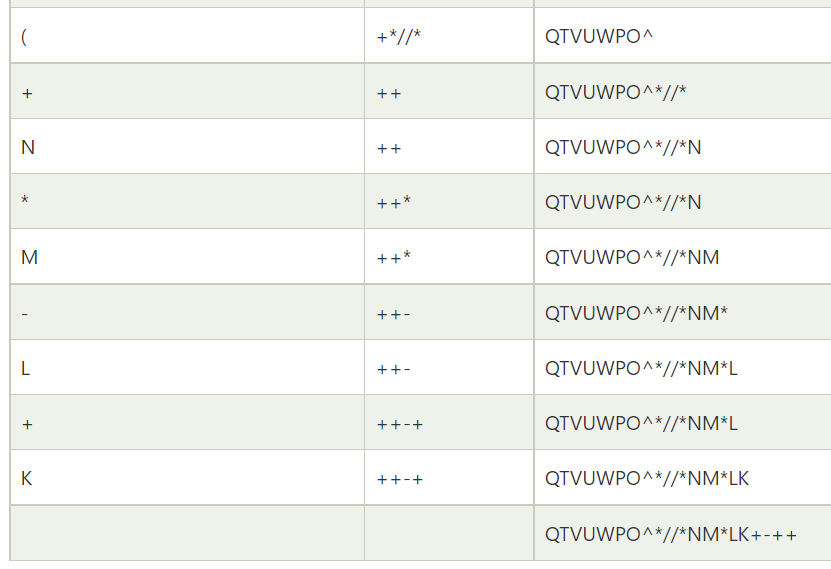 ( +*//* QTVUWPO^
+ ++ QTVUWPO^*//*
N ++ QTVUWPO^*//*N
* ++* QTVUWPO^*//*N
M ++* QTVUWPO^*//*NM
- ++- QTVUWPO^*//*NM*
L ++- QTVUWPO^*//*NM*L
+ ++-+ QTVUWPO^*//*NM*L
K ++-+ QTVUWPO^*//*NM*LK
QTVUWPO^*//*NM*LK+-++